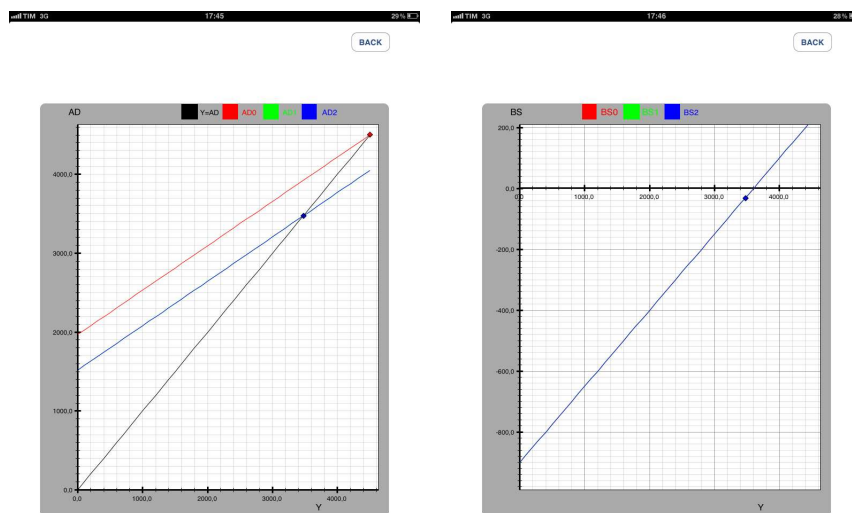 TIM 3G 17:45 29%
BACK
AD Y=AD AD0 AD1 AD2
4000,0
3000,0
2000,0
1000,0
0,0
0,0 1000,0 2000,0 3000,0 4000,0
Y
TIM 3G 17:46 28%
BACK
BS BS0 BS1 BS2
200,0
0,0
0,0 1000,0 2000,0 3000,0 4000,0
-200,0
-400,0
-600,0
-800,0
Y